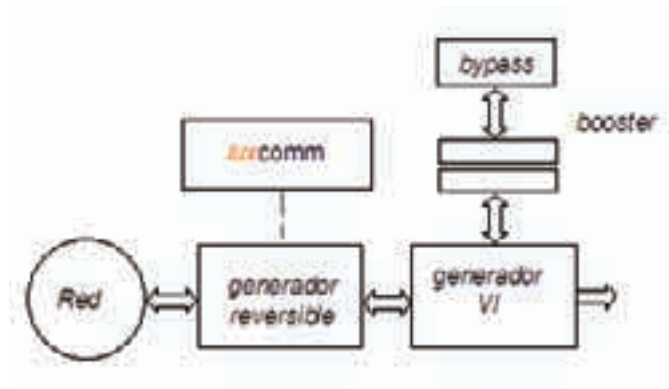 bypass
booster
comm
Red
generador
reversible
generador
VI